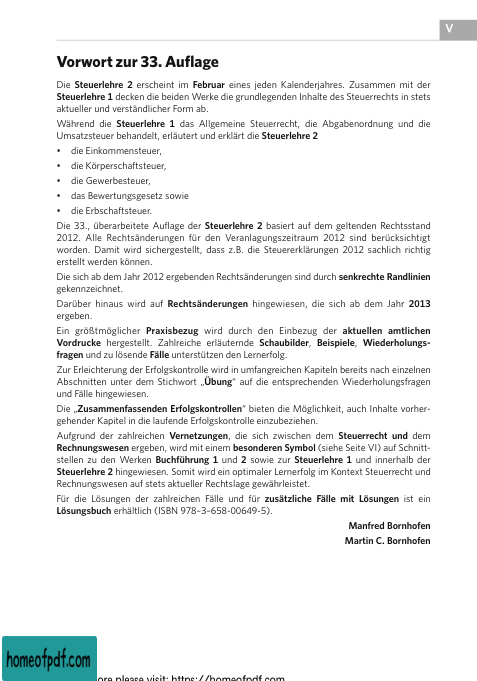 V
Vorwort zur 33. Auflage
Die Steuerlehre 2 erscheint im Februar eines jeden Kalenderjahres. Zusammen mit der
Steuerlehre 1 decken die beiden Werke die grundlegenden Inhalte des Steuerrechts in stets
aktueller und verständlicher Form ab.
Während die Steuerlehre 1 das Allgemeine Steuerrecht, die Abgabenordnung und die
Umsatzsteuer behandelt, erläutert und erklärt die Steuerlehre 2
• die Einkommensteuer,
• die Körperschaftsteuer,
• die Gewerbesteuer,
• das Bewertungsgesetz sowie
• die Erbschaftsteuer.
Die 33., überarbeitete Auflage der Steuerlehre 2 basiert auf dem geltenden Rechtsstand
2012. Alle Rechtsänderungen für den Veranlagungszeitraum 2012 sind berücksichtigt
worden. Damit wird sichergestellt, dass z.B. die Steuererklärungen 2012 sachlich richtig
erstellt werden können.
Die sich ab dem Jahr 2012 ergebenden Rechtsänderungen sind durch senkrechte Randlinien
gekennzeichnet.
Darüber hinaus wird auf Rechtsänderungen hingewiesen, die sich ab dem Jahr 2013
ergeben.
Ein größtmöglicher Praxisbezug wird durch den Einbezug der aktuellen amtlichen
Vordrucke hergestellt. Zahlreiche erläuternde Schaubilder, Beispiele, Wiederholungs-
fragen und zu lösende Fälle unterstützen den Lernerfolg.
Zur Erleichterung der Erfolgskontrolle wird in umfangreichen Kapiteln bereits nach einzelnen
Abschnitten unter dem Stichwort „Übung“ auf die entsprechenden Wiederholungsfragen
und Fälle hingewiesen.
Die „Zusammenfassenden Erfolgskontrollen“ bieten die Möglichkeit, auch Inhalte vorher-
gehender Kapitel in die laufende Erfolgskontrolle einzubeziehen.
Aufgrund der zahlreichen Vernetzungen, die sich zwischen dem Steuerrecht und dem
Rechnungswesen ergeben, wird mit einem besonderen Symbol (siehe Seite VI) auf Schnitt-
stellen zu den Werken Buchführung 1 und 2 sowie zur Steuerlehre 1 und innerhalb der
Steuerlehre 2 hingewiesen. Somit wird ein optimaler Lernerfolg im Kontext Steuerrecht und
Rechnungswesen auf stets aktueller Rechtslage gewährleistet.
Für die Lösungen der zahlreichen Fälle und für zusätzliche Fälle mit Lösungen ist ein
Lösungsbuch erhältlich (ISBN 978–3–658-00649-5).
Manfred Bornhofen
Martin C. Bornhofen
homeofpdf.com
ore please visit: https://homeofpdf.com